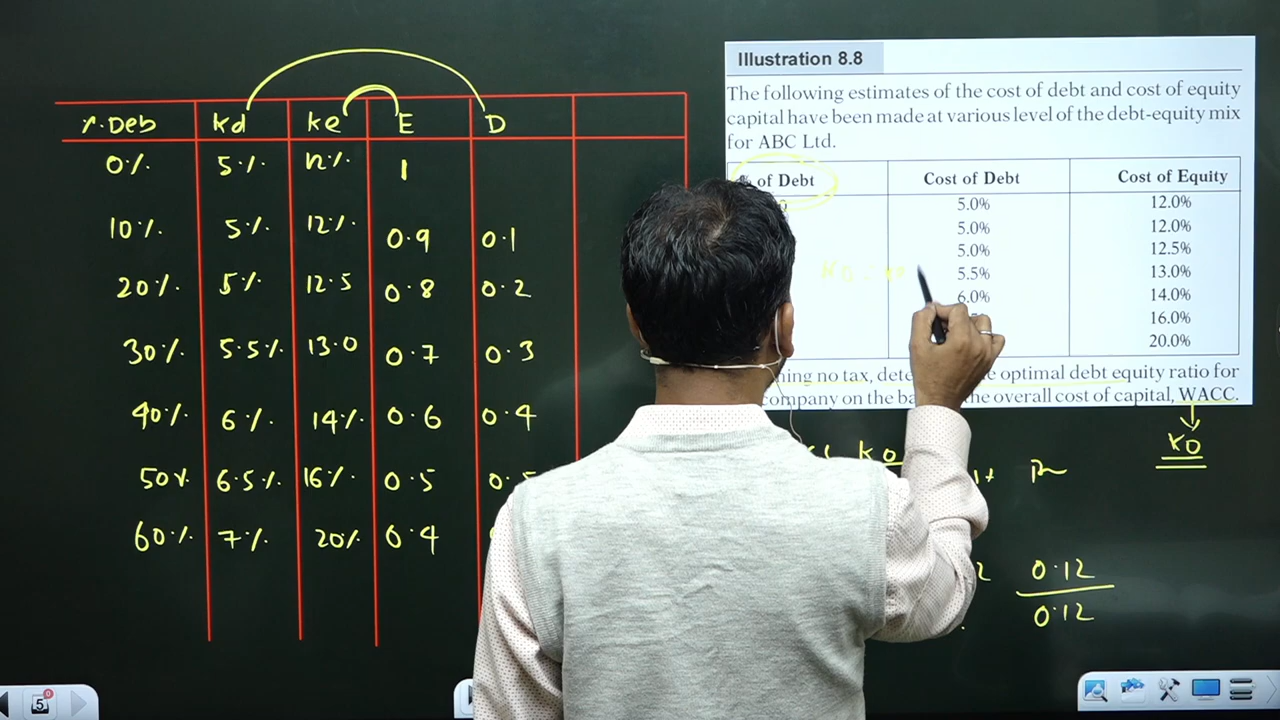 %.Deb Kd Ke E D
0% 5% 12% 1
10% 5% 12% 0.9 0.1
20% 5% 12.5 0.8 0.2
30% 5.5% 13.0 0.7 0.3
40% 6% 14% 0.6 0.4
50% 6.5% 16% 0.5
60% 7% 20% 0.4
Illustration 8.8
The following estimates of the cost of debt and cost of equity
capital have been made at various level of the debt-equity mix
for ABC Ltd.
% of Debt Cost of Debt Cost of Equity
5.0% 12.0%
5.0% 12.0%
5.0% 12.5%
5.5% 13.0%
6.0% 14.0%
16.0%
20.0%
no tax, optimal debt equity ratio for
company on the overall cost of capital, WACC.
Ko
Ko
0.12
0.12
5